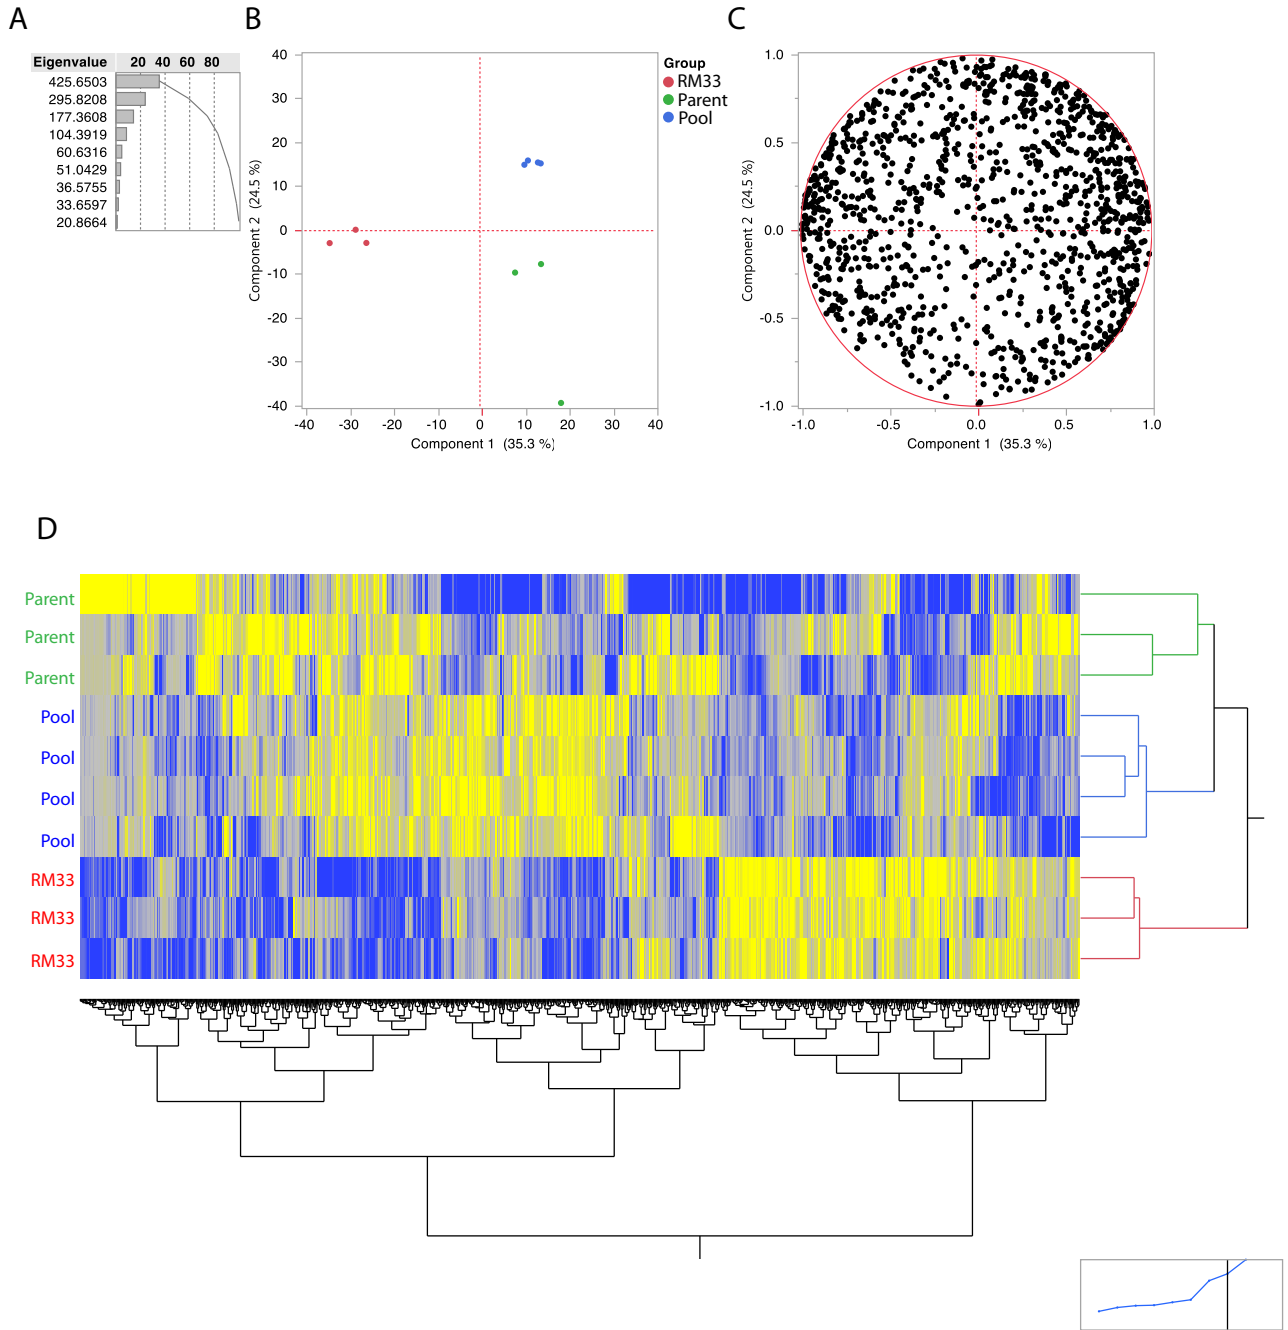 A
B
C
Eigenvalue 20 40 60 80
425.6503
295.8208
177.3608
104.3919
60.6316
51.0429
36.5755
33.6597
20.8664
Component 2 (24.5 %)
40
30
20
10
0
-10
-20
-30
-40
-40 -30 -20 -10 0 10 20 30 40
Component 1 (35.3 %)
Group
RM33
Parent
Pool
Component 2 (24.5 %)
1.0
0.5
0.0
-0.5
-1.0
-1.0 -0.5 0.0 0.5 1.0
Component 1 (35.3 %)
D
Parent
Parent
Parent
Pool
Pool
Pool
Pool
RM33
RM33
RM33